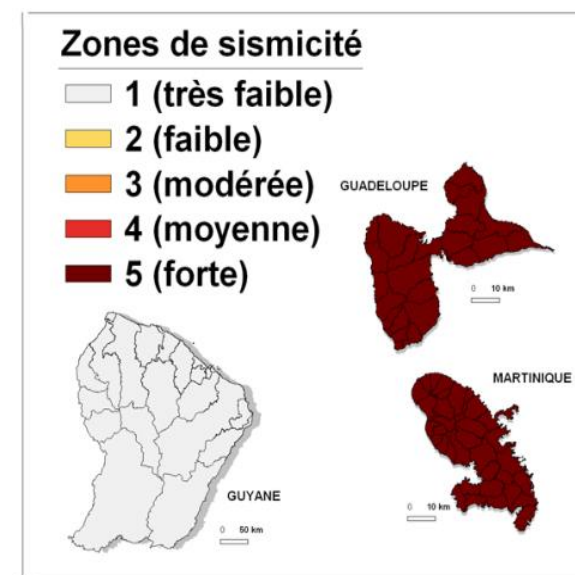 Zones de sismicité
1 (très faible)
2 (faible)
3 (modérée)
4 (moyenne)
5 (forte)
GUADELOUPE
0 10 km
MARTINIQUE
0 10 km
GUYANE
0 50 km